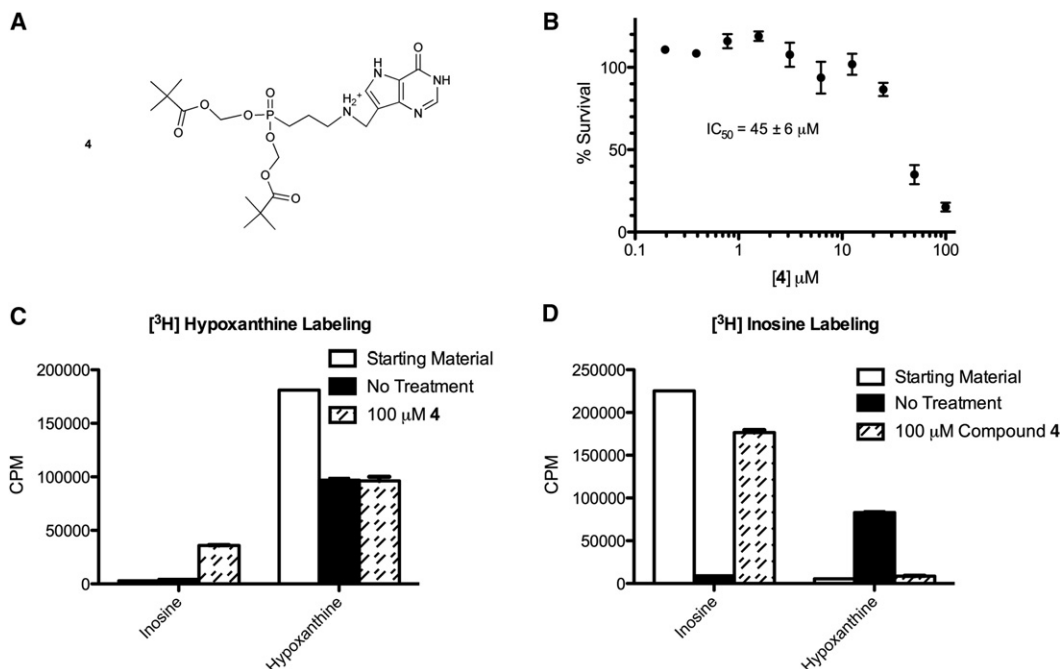 A
4
O
O
O
O
P
O
O
O
N
H₂⁺
H
N
O
NH
N
B
% Survival
100
50
0
IC₅₀ = 45 ± 6 μM
0.1
1
10
100
[4] μM
C
[³H] Hypoxanthine Labeling
Starting Material
No Treatment
100 μM 4
CPM
200000
150000
100000
50000
0
Inosine
Hypoxanthine
D
[³H] Inosine Labeling
Starting Material
No Treatment
100 μM Compound 4
CPM
250000
200000
150000
100000
50000
0
Inosine
Hypoxanthine